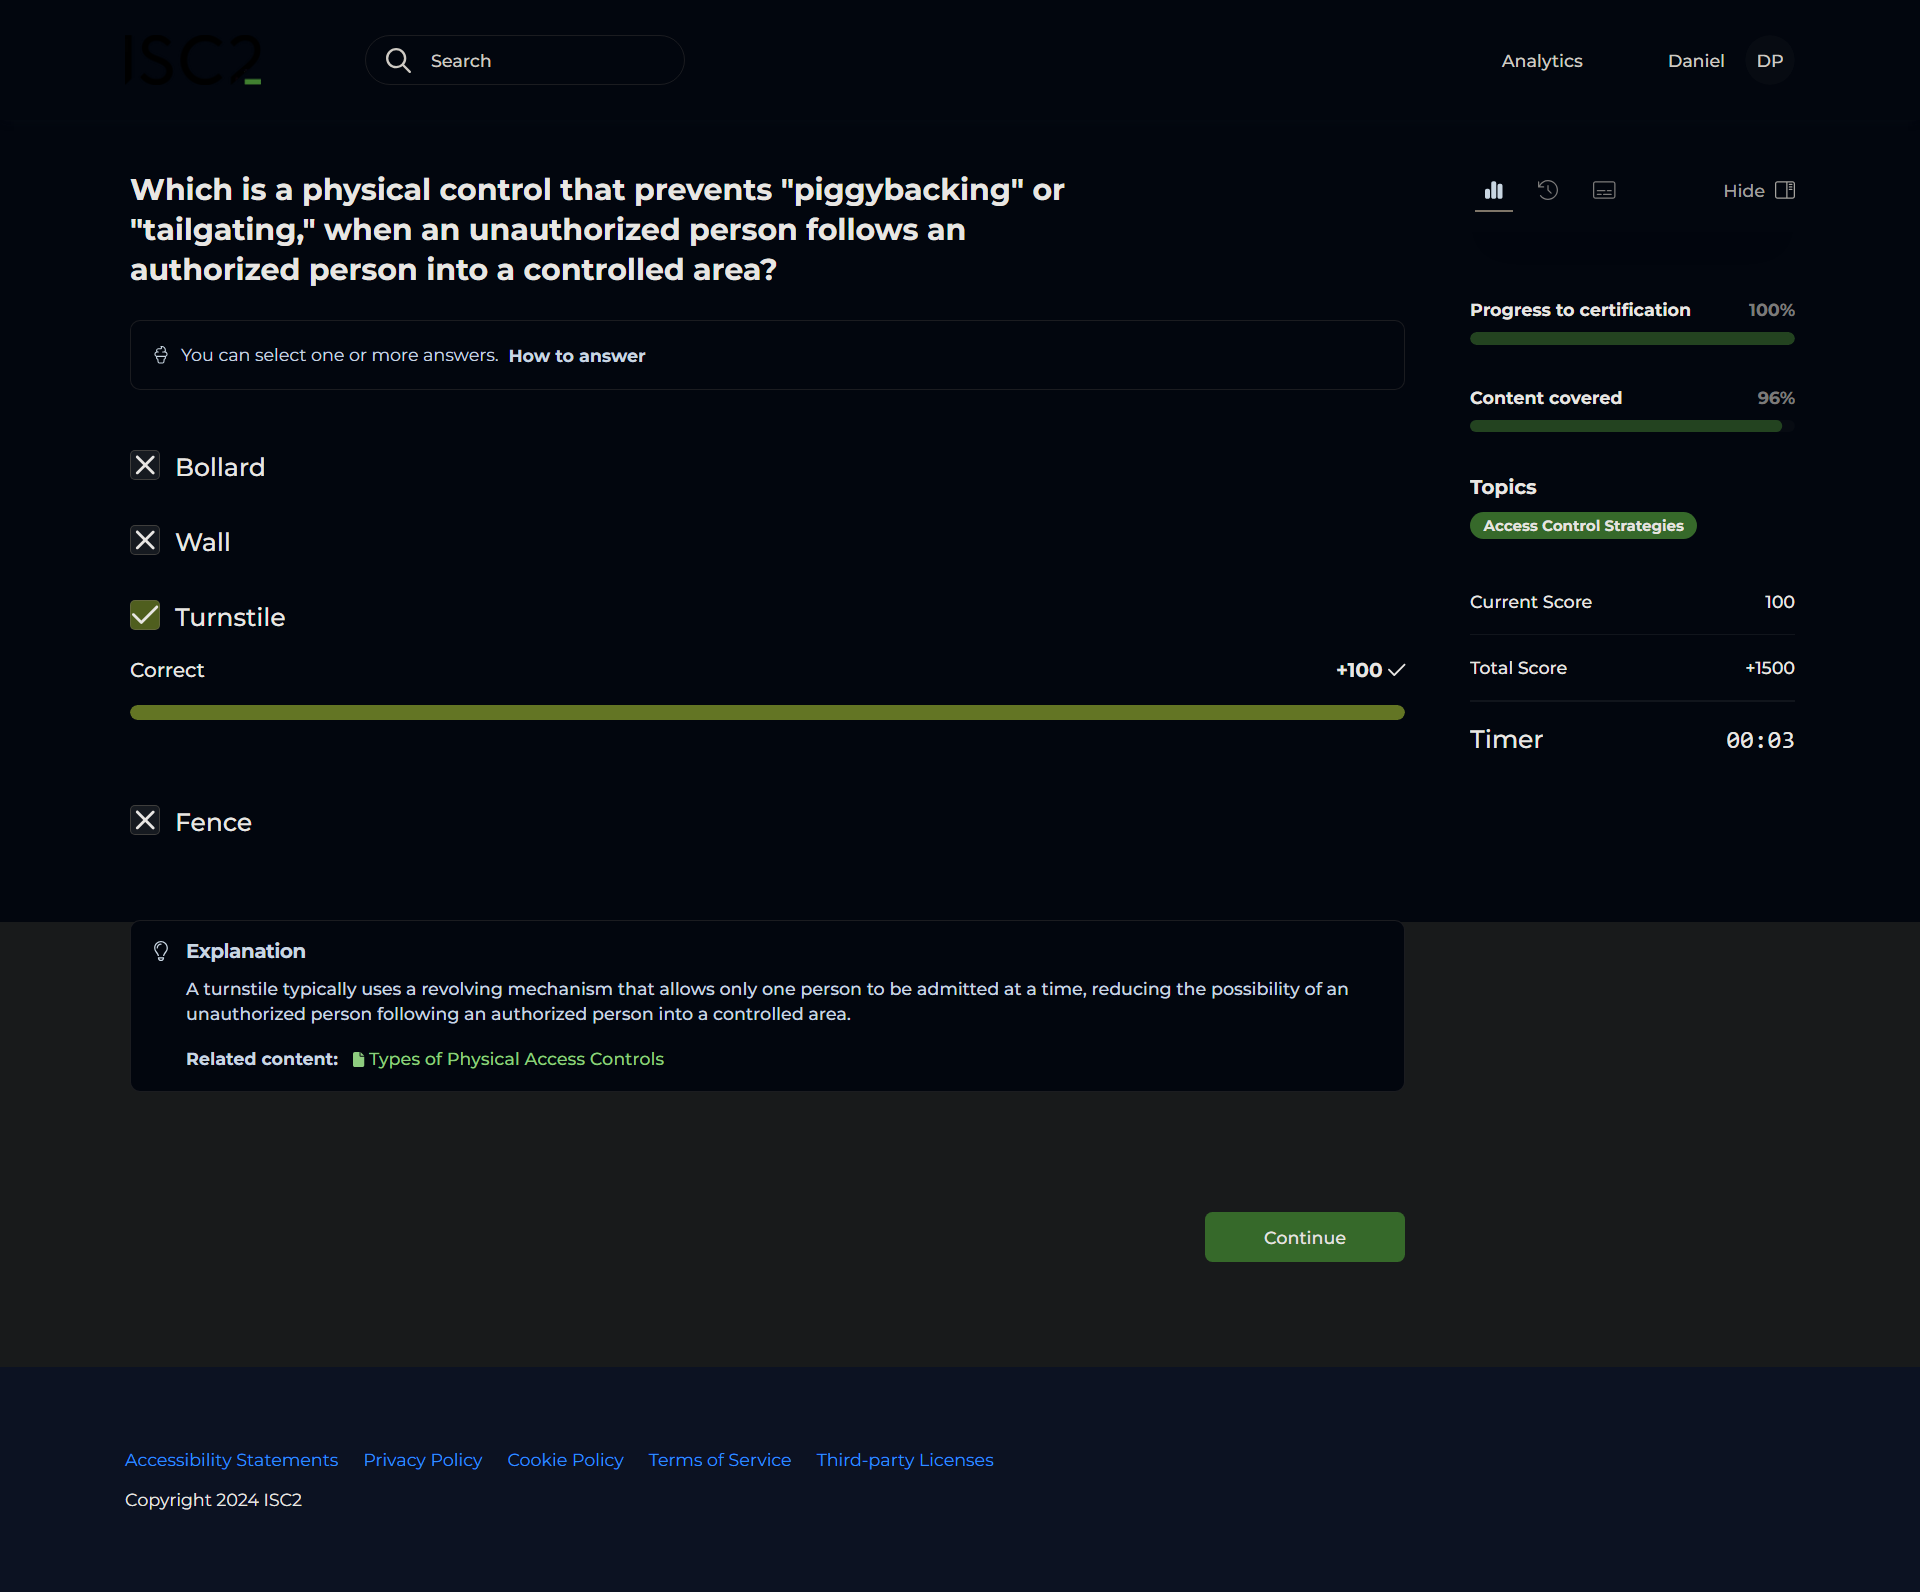 ISC2
Search
Analytics
Daniel
DP
Which is a physical control that prevents "piggybacking" or
"tailgating," when an unauthorized person follows an
authorized person into a controlled area?
You can select one or more answers. How to answer
Bollard
Wall
Turnstile
Correct
+100
Fence
Explanation
A turnstile typically uses a revolving mechanism that allows only one person to be admitted at a time, reducing the possibility of an
unauthorized person following an authorized person into a controlled area.
Related content: Types of Physical Access Controls
Continue
Hide
Progress to certification 100%
Content covered 96%
Topics
Access Control Strategies
Current Score 100
Total Score +1500
Timer 00:03
Accessibility Statements Privacy Policy Cookie Policy Terms of Service Third-party Licenses
Copyright 2024 ISC2